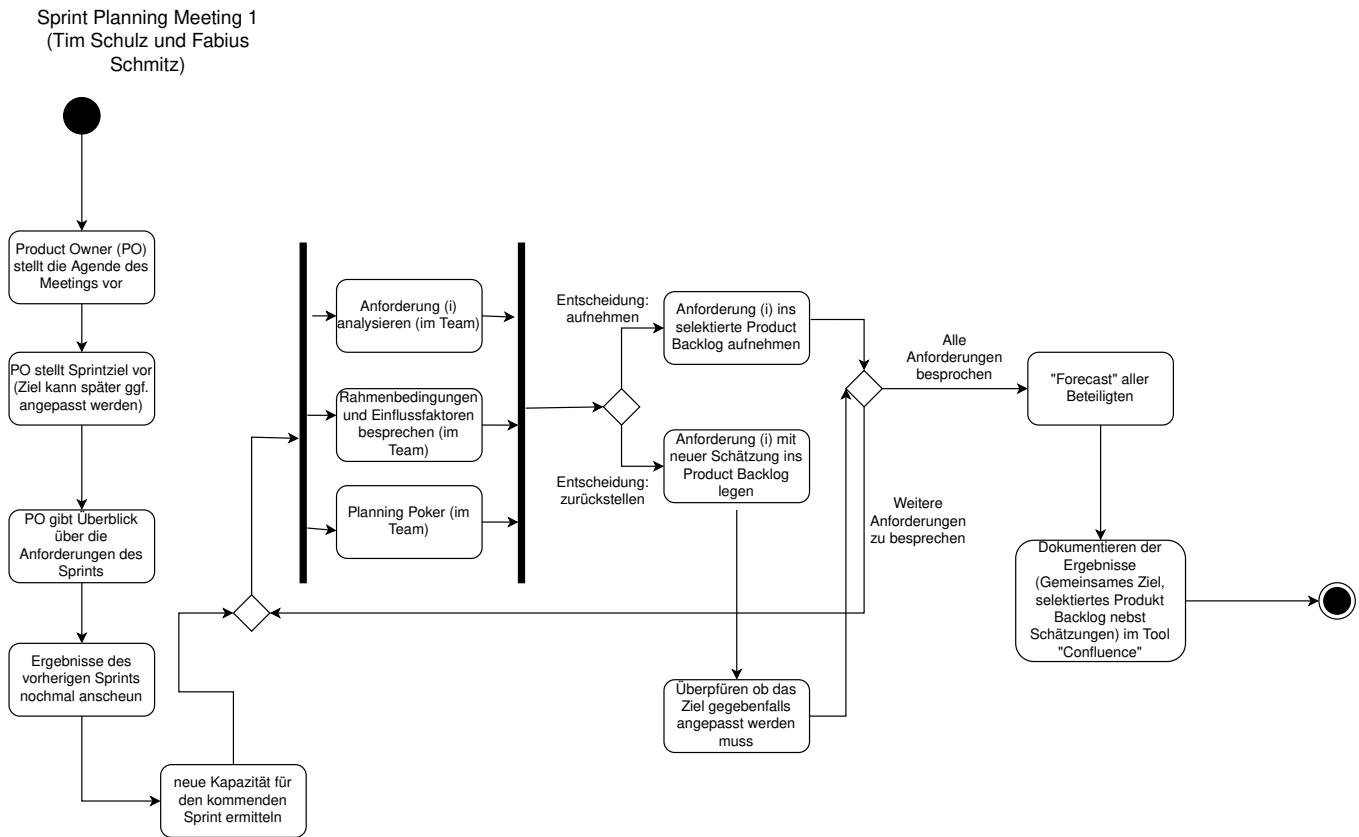 Sprint Planning Meeting 1
(Tim Schulz und Fabius
Schmitz)
Product Owner (PO)
stellt die Agende des
Meetings vor
PO stellt Sprintziel vor
(Ziel kann später ggf.
angepasst werden)
PO gibt Überblick
über die
Anforderungen des
Sprints
Ergebnisse des
vorherigen Sprints
nochmal anscheun
neue Kapazität für
den kommenden
Sprint ermitteln
Anforderung (i)
analysieren (im Team)
Rahmenbedingungen
und Einflussfaktoren
besprechen (im
Team)
Planning Poker (im
Team)
Entscheidung:
aufnehmen
Entscheidung:
zurückstellen
Anforderung (i) ins
selektierte Product
Backlog aufnehmen
Anforderung (i) mit
neuer Schätzung ins
Product Backlog
legen
Überpfüren ob das
Ziel gegebenfalls
angepasst werden
muss
Alle
Anforderungen
besprochen
Weitere
Anforderungen
zu besprechen
"Forecast" aller
Beteiligten
Dokumentieren der
Ergebnisse
(Gemeinsames Ziel,
selektiertes Produkt
Backlog nebst
Schätzungen) im Tool
"Confluence"